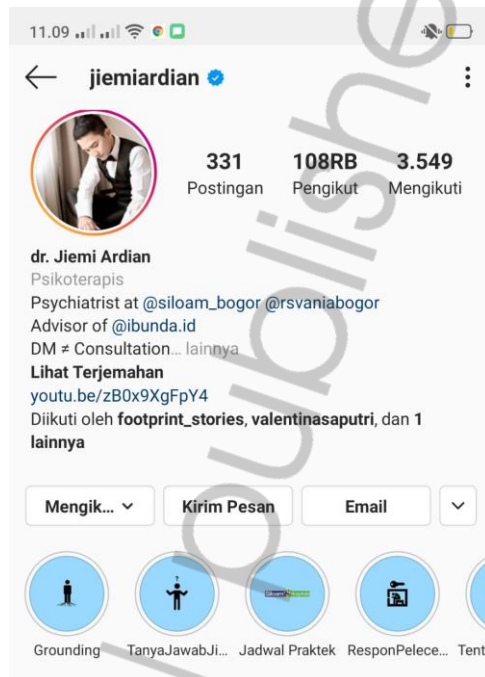 11.09
jiemiardian
331 108RB 3.549
Postingan Pengikut Mengikuti
dr. Jiemi Ardian
Psikoterapis
Psychiatrist at @siloam_bogor @rsvaniabogor
Advisor of @ibunda.id
DM ≠ Consultation... lainnya
Lihat Terjemahan
youtu.be/zB0x9XgFpY4
Diikuti oleh footprint_stories, valentinasaputri, dan 1
lainnya
Mengik... Kirim Pesan Email
Grounding TanyaJawabJi... Jadwal Praktek ResponPelece... Tent
publishe